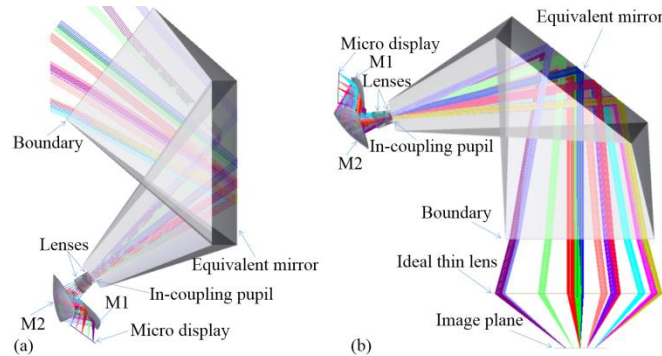 Boundary
Lenses
Equivalent mirror
In-coupling pupil
M1
M2
Micro display
(a)
Equivalent mirror
Micro display
M1
Lenses
In-coupling pupil
M2
Boundary
Ideal thin lens
Image plane
(b)